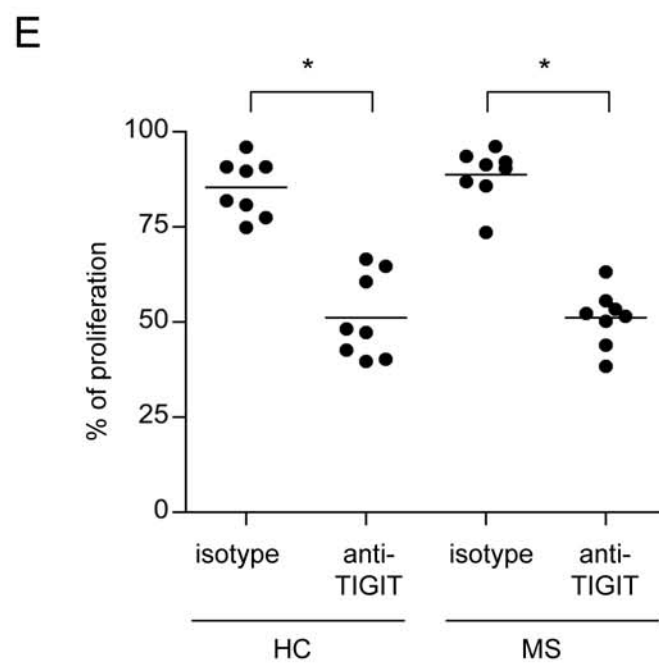 E
* *
100
75
50
25
0
% of proliferation
isotype anti-TIGIT isotype anti-TIGIT
HC MS